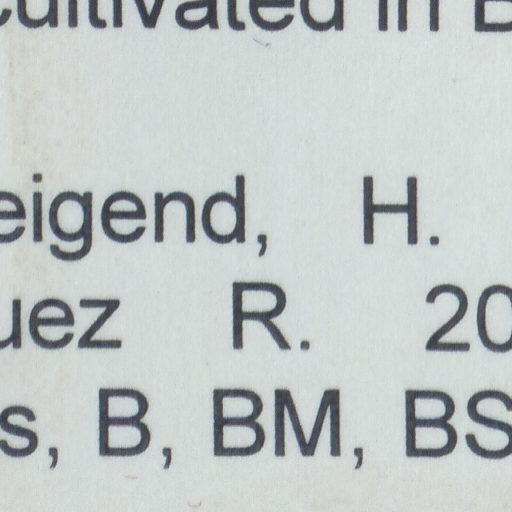 cultivated in B
eigend, H.
uez R. 20
s, B, BM, BS